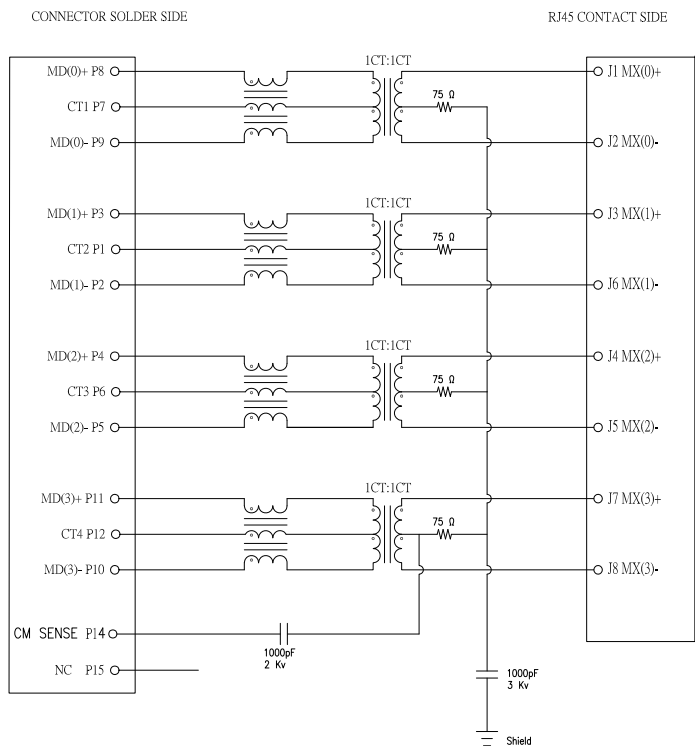 CONNECTOR SOLDER SIDE
RJ45 CONTACT SIDE
1CT:1CT
MD(0)+ P8
75 Ω
J1 MX(0)+
CT1 P7
MD(0)- P9
J2 MX(0)-
1CT:1CT
MD(1)+ P3
75 Ω
J3 MX(1)+
CT2 P1
MD(1)- P2
J6 MX(1)-
1CT:1CT
MD(2)+ P4
75 Ω
J4 MX(2)+
CT3 P6
MD(2)- P5
J5 MX(2)-
1CT:1CT
MD(3)+ P11
75 Ω
J7 MX(3)+
CT4 P12
MD(3)- P10
J8 MX(3)-
CM SENSE P14
1000pF
2 Kv
NC P15
1000pF
3 Kv
Shield